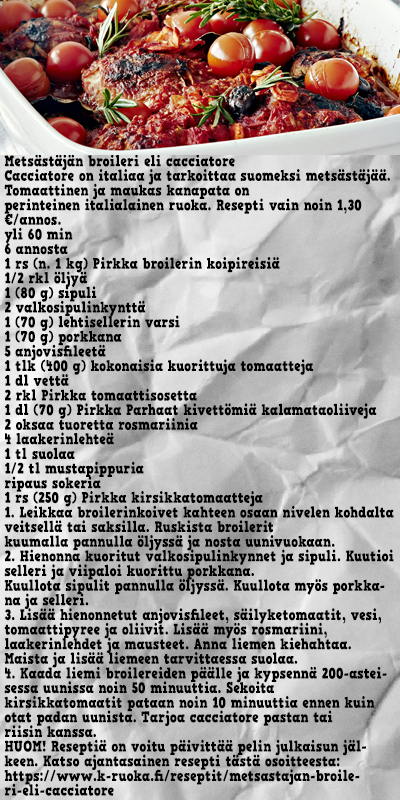 Metsästäjän broileri eli cacciatore
Cacciatore on italiaa ja tarkoittaa suomeksi metsästäjää.
Tomaattinen ja maukas kanapata on
perinteinen italialainen ruoka. Resepti vain noin 1,30
€/annos.
yli 60 min
6 annosta
1 rs (n. 1 kg) Pirkka broilerin koipireisiä
1/2 rkl öljyä
1 (80 g) sipuli
2 valkosipulinkynttä
1 (70 g) lehtisellerin varsi
1 (70 g) porkkana
5 anjovisfileetä
1 tlk (400 g) kokonaisia kuorittuja tomaatteja
1 dl vettä
2 rkl Pirkka tomaattisosetta
1 dl (70 g) Pirkka Parhaat kivettömiä kalamataoliiveja
2 oksaa tuoretta rosmariinia
4 laakerinlehteä
1 tl suolaa
1/2 tl mustapippuria
ripaus sokeria
1 rs (250 g) Pirkka kirsikkatomaatteja
1. Leikkaa broilerinkoivet kahteen osaan nivelen kohdalta
veitsellä tai saksilla. Ruskista broilerit
kuumalla pannulla öljyssä ja nosta uunivuokaan.
2. Hienonna kuoritut valkosipulinkynnet ja sipuli. Kuutioi
selleri ja viipaloi kuorittu porkkana.
Kuullota sipulit pannulla öljyssä. Kuullota myös porkka-
na ja selleri.
3. Lisää hienonnetut anjovisfileet, säilyketomaatit, vesi,
tomaattipyree ja oliivit. Lisää myös rosmariini,
laakerinlehdet ja mausteet. Anna liemen kiehahtaa.
Maista ja lisää liemeen tarvittaessa suolaa.
4. Kaada liemi broilereiden päälle ja kypsennä 200-astei-
sessa uunissa noin 50 minuuttia. Sekoita
kirsikkatomaatit pataan noin 10 minuuttia ennen kuin
otat padan uunista. Tarjoa cacciatore pastan tai
riisin kanssa.
HUOM! Reseptiä on voitu päivittää pelin julkaisun jäl-
keen. Katso ajantasainen resepti tästä osoitteesta:
https://www.k-ruoka.fi/reseptit/metsastajan-broile-
ri-eli-cacciatore